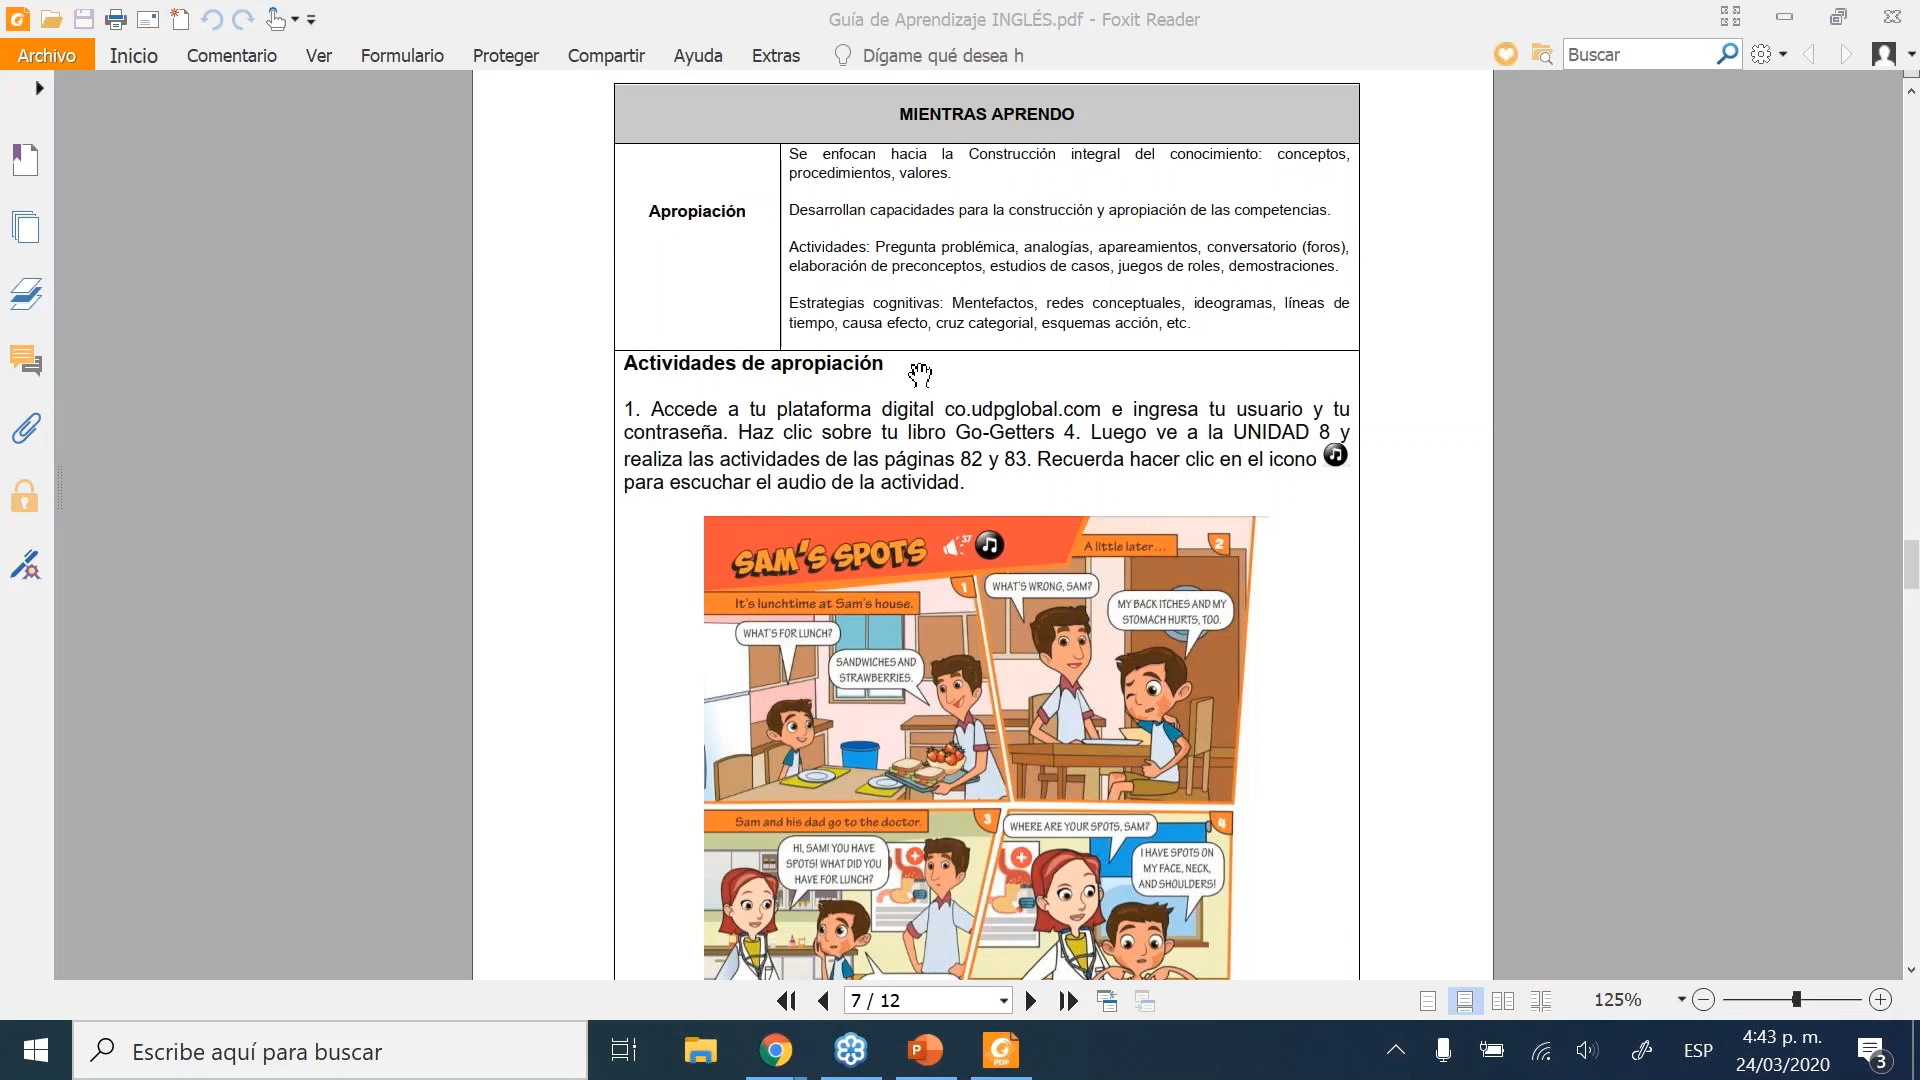 Guía de Aprendizaje INGLÉS.pdf - Foxit Reader
Archivo Inicio Comentario Ver Formulario Proteger Compartir Ayuda Extras Dígame qué desea h Buscar
MIENTRAS APRENDO
Apropiación
Se enfocan hacia la Construcción integral del conocimiento: conceptos,
procedimientos, valores.
Desarrollan capacidades para la construcción y apropiación de las competencias.
Actividades: Pregunta problémica, analogías, apareamientos, conversatorio (foros),
elaboración de preconceptos, estudios de casos, juegos de roles, demostraciones.
Estrategias cognitivas: Mentefactos, redes conceptuales, ideogramas, líneas de
tiempo, causa efecto, cruz categorial, esquemas acción, etc.
Actividades de apropiación
1. Accede a tu plataforma digital co.udpglobal.com e ingresa tu usuario y tu
contraseña. Haz clic sobre tu libro Go-Getters 4. Luego ve a la UNIDAD 8 y
realiza las actividades de las páginas 82 y 83. Recuerda hacer clic en el icono
para escuchar el audio de la actividad.
SAM'S SPOTS
37
1
It's lunchtime at Sam's house.
WHAT'S FOR LUNCH?
SANDWICHES AND
STRAWBERRIES.
A little later...
2
WHAT'S WRONG, SAM?
MY BACK ITCHES AND MY
STOMACH HURTS, TOO.
Sam and his dad go to the doctor.
3
HI, SAM! YOU HAVE
SPOTS! WHAT DID YOU
HAVE FOR LUNCH?
4
WHERE ARE YOUR SPOTS, SAM?
I HAVE SPOTS ON
MY FACE, NECK,
AND SHOULDERS!
7 / 12
125%
Escribe aquí para buscar
PDF
ESP
4:43 p. m.
24/03/2020
3